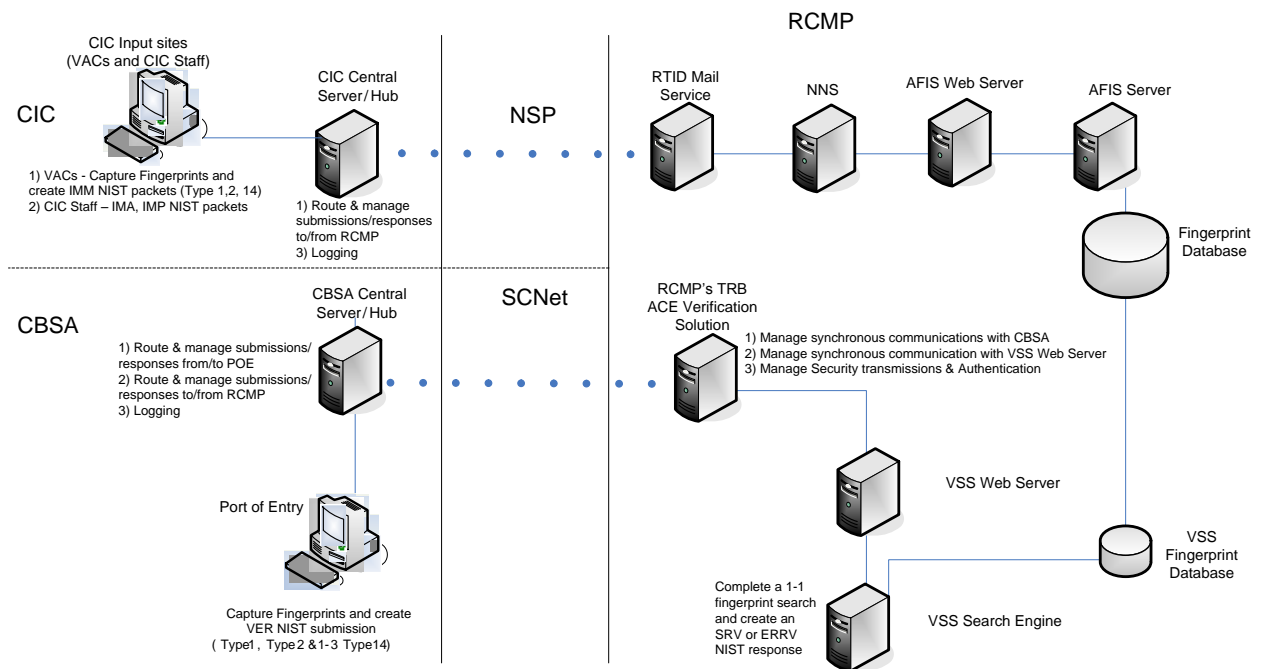 RCMP
CIC Input sites
(VACs and CIC Staff)
CIC
CIC Central
Server/Hub
NSP
RTID Mail
Service
NNS
AFIS Web Server
AFIS Server
1) VACs - Capture Fingerprints and
create IMM NIST packets (Type 1,2, 14)
2) CIC Staff – IMA, IMP NIST packets
1) Route & manage
submissions/responses
to/from RCMP
3) Logging
Fingerprint
Database
CBSA
CBSA Central
Server/Hub
SCNet
RCMP's TRB
ACE Verification
Solution
1) Route & manage submissions/
responses from/to POE
2) Route & manage submissions/
responses to/from RCMP
3) Logging
1) Manage synchronous communications with CBSA
2) Manage synchronous communication with VSS Web Server
3) Manage Security transmissions & Authentication
Port of Entry
VSS Web Server
VSS
Fingerprint
Database
Capture Fingerprints and create
VER NIST submission
( Type1, Type2 &1-3 Type14)
Complete a 1-1
fingerprint search
and create an
SRV or ERRV
NIST response
VSS Search Engine